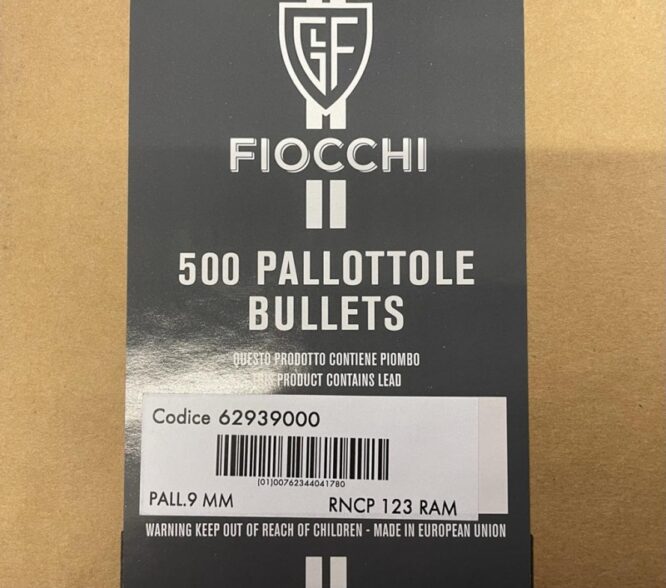 GLF
M
FIOCCHI
500 PALLOTTOLE
BULLETS
QUESTO PRODOTTO CONTIENE PIOMBO
THIS PRODUCT CONTAINS LEAD
Codice 62939000
(01)00762344041780
PALL.9 MM RNCP 123 RAM
WARNING KEEP OUT OF REACH OF CHILDREN - MADE IN EUROPEAN UNION